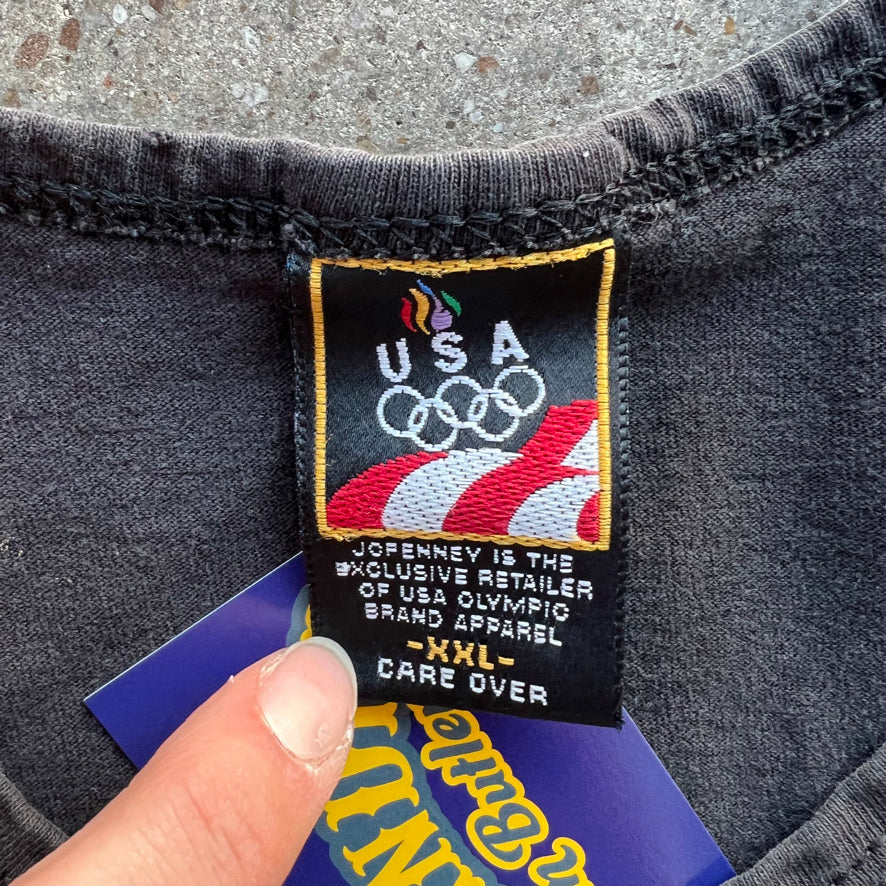 USA
JCPENNEY IS THE
EXCLUSIVE RETAILER
OF USA OLYMPIC
BRAND APPAREL
-XXL-
CARE OVER